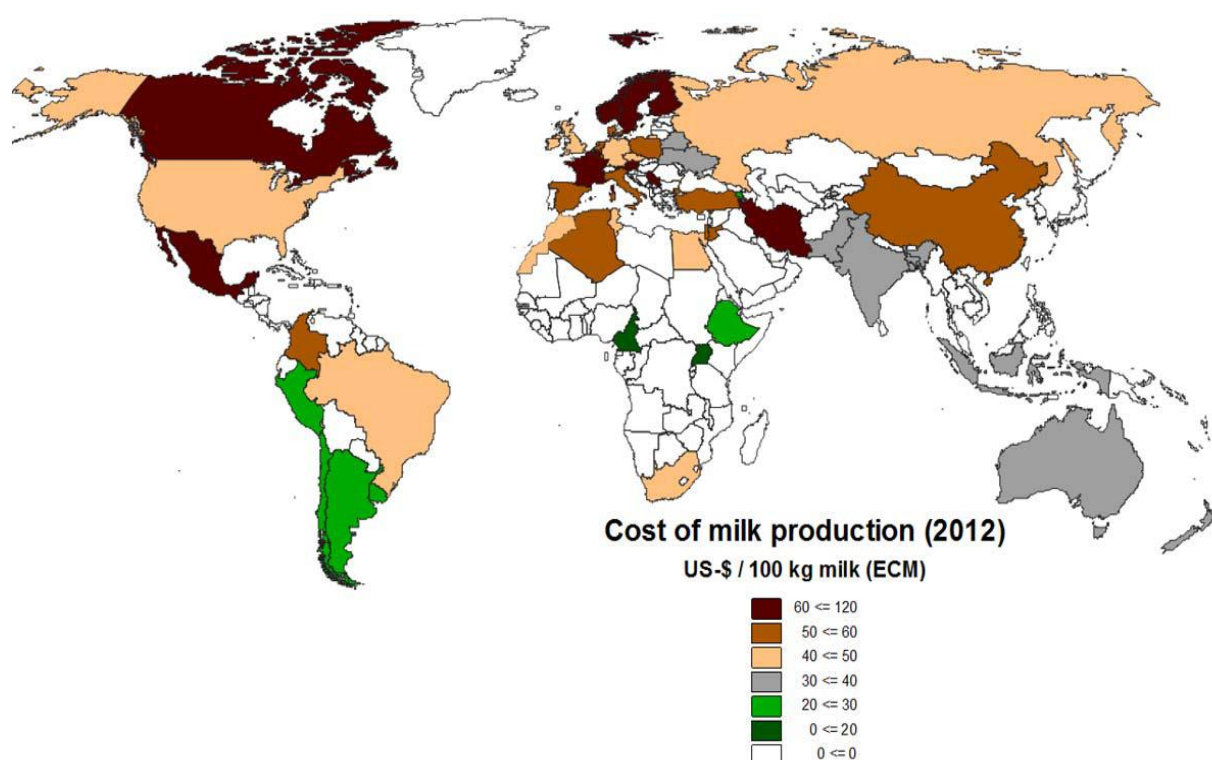 Cost of milk production (2012)
US-$ / 100 kg milk (ECM)
60 <= 120
50 <= 60
40 <= 50
30 <= 40
20 <= 30
0 <= 20
0 <= 0